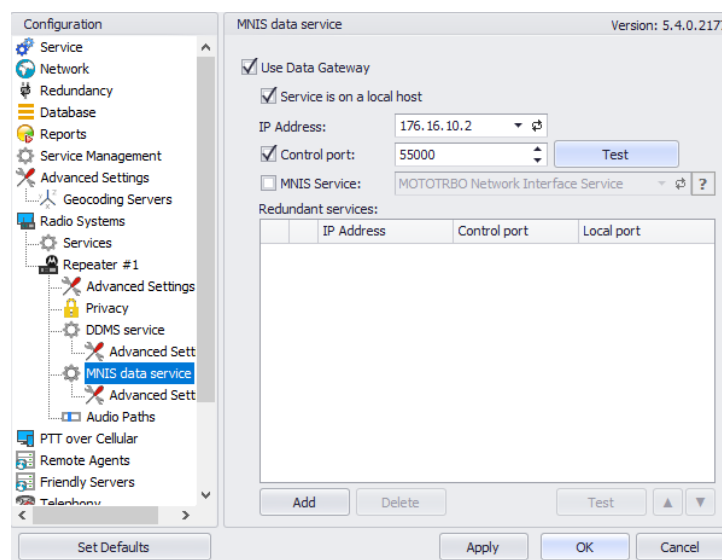 Configuration
Service
Network
Redundancy
Database
Reports
Service Management
Advanced Settings
Geocoding Servers
Radio Systems
Services
Repeater #1
Advanced Settings
Privacy
DDMS service
Advanced Sett
MNIS data service
Advanced Sett
Audio Paths
PTT over Cellular
Remote Agents
Friendly Servers
Telephony
Set Defaults
MNIS data service Version: 5.4.0.217
Use Data Gateway
Service is on a local host
IP Address: 176.16.10.2
Control port: 55000 Test
MNIS Service: MOTOTRBO Network Interface Service ?
Redundant services:
IP Address Control port Local port
Add Delete Test
Apply OK Cancel